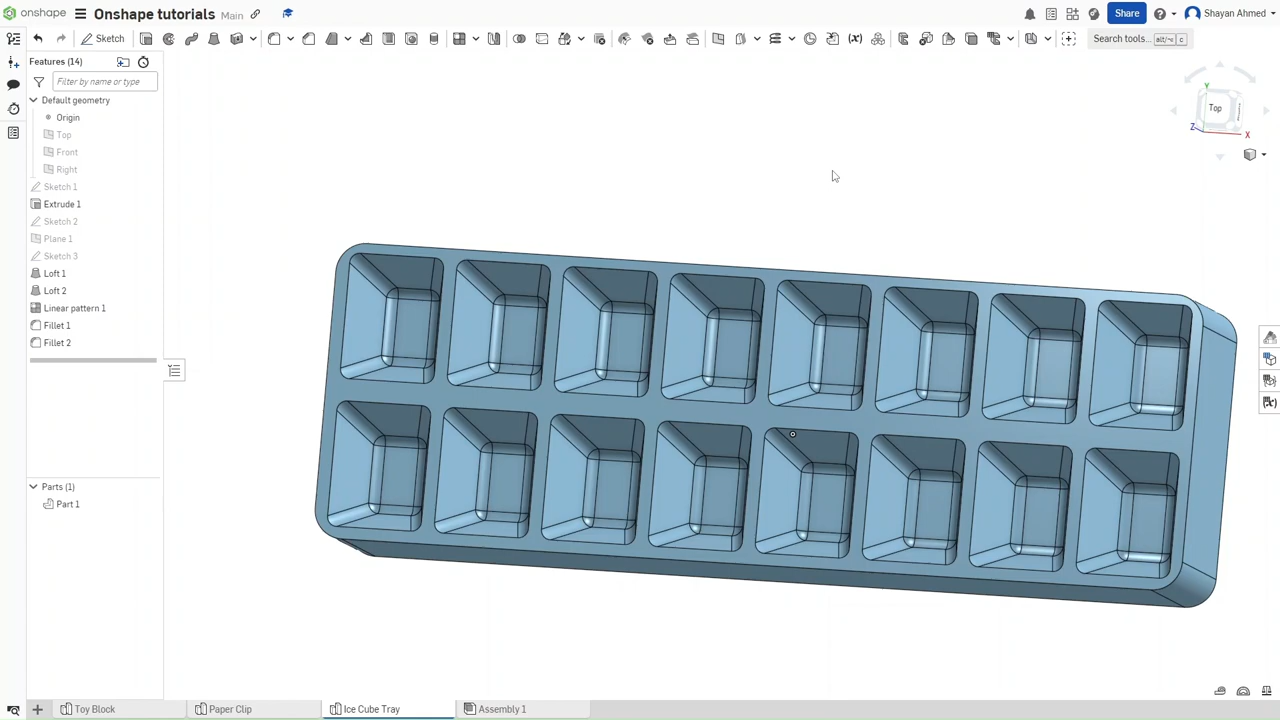 onshape
Onshape tutorials
Main
Share
Shayan Ahmed
Sketch
Search tools...
alt/⌥
c
Features (14)
Filter by name or type
Default geometry
Origin
Top
Front
Right
Sketch 1
Extrude 1
Sketch 2
Plane 1
Sketch 3
Loft 1
Loft 2
Linear pattern 1
Fillet 1
Fillet 2
Parts (1)
Part 1
Y
Top
Z
X
Toy Block
Paper Clip
Ice Cube Tray
Assembly 1